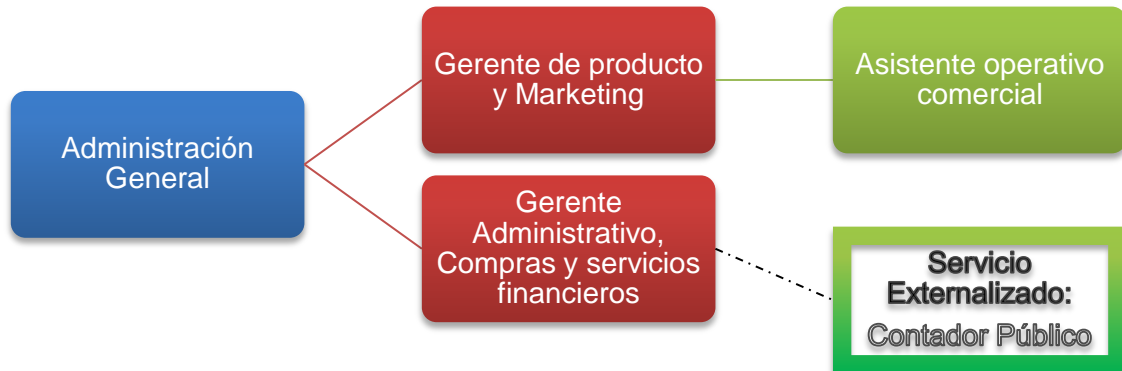 Administración
General
Gerente de producto
y Marketing
Asistente operativo
comercial
Gerente
Administrativo,
Compras y servicios
financieros
Servicio
Externalizado:
Contador Público